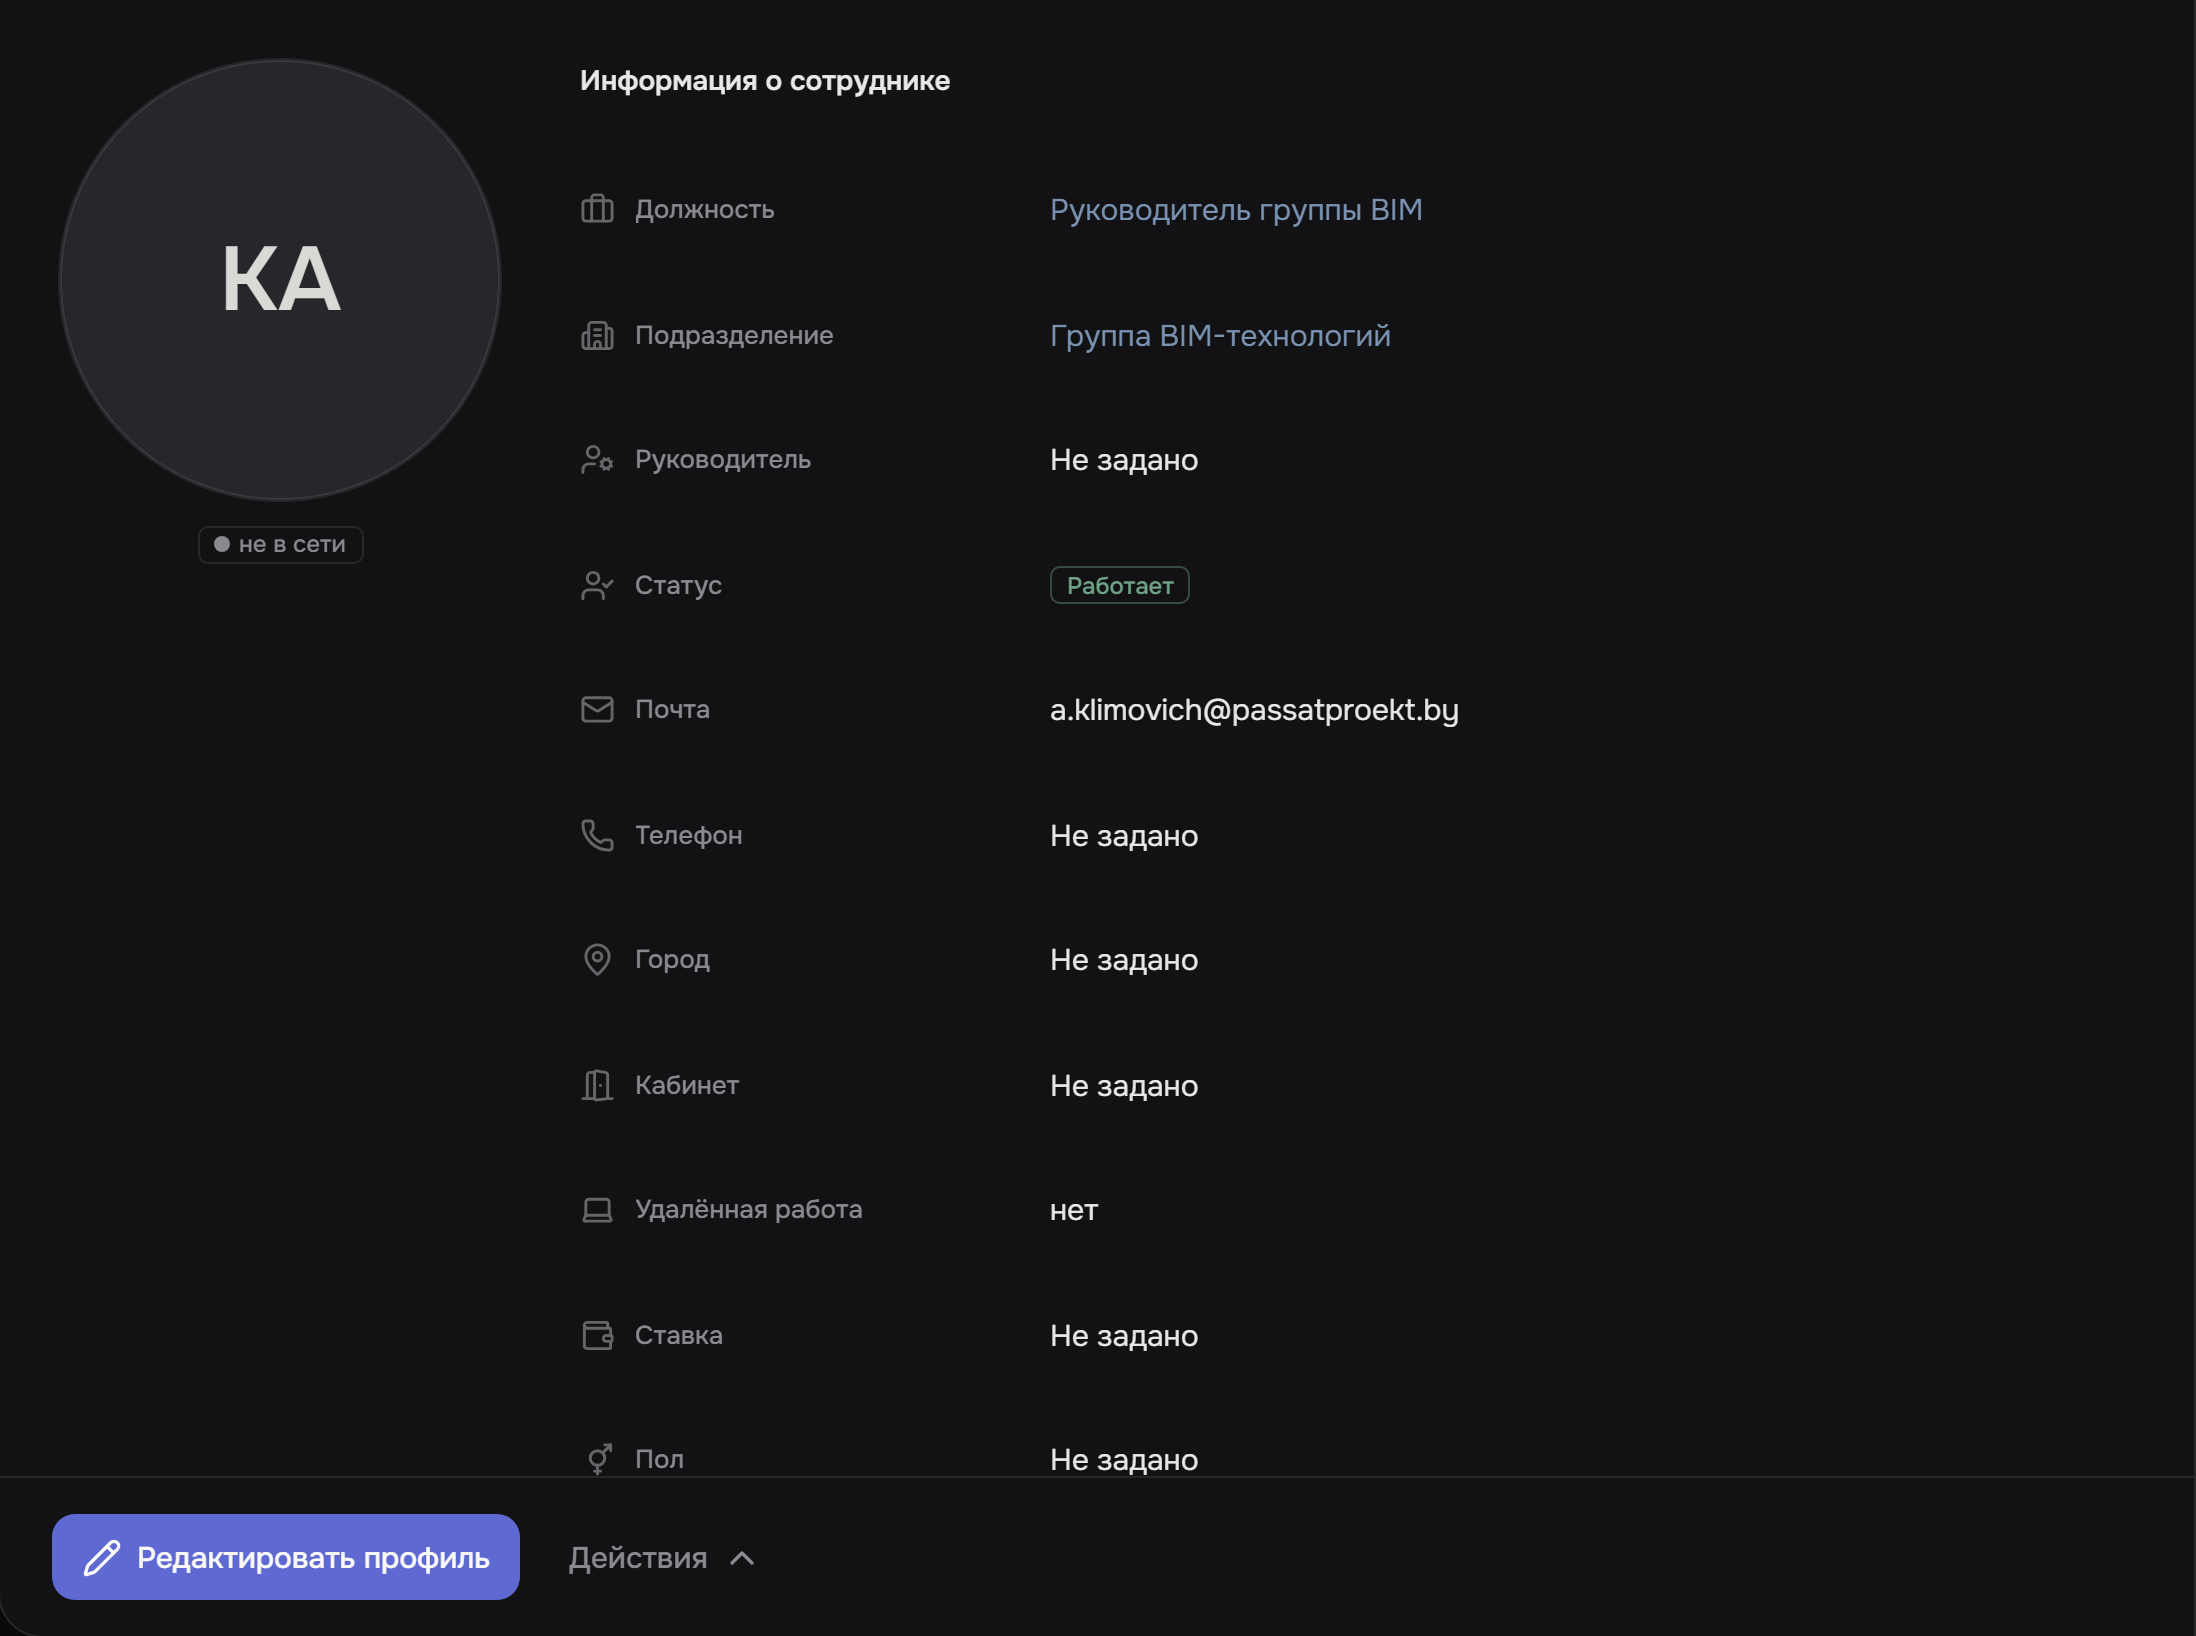 КА
не в сети
Информация о сотруднике
Должность Руководитель группы BIM
Подразделение Группа BIM-технологий
Руководитель Не задано
Статус Работает
Почта a.klimovich@passatproekt.by
Телефон Не задано
Город Не задано
Кабинет Не задано
Удалённая работа нет
Ставка Не задано
Пол Не задано
Редактировать профиль Действия